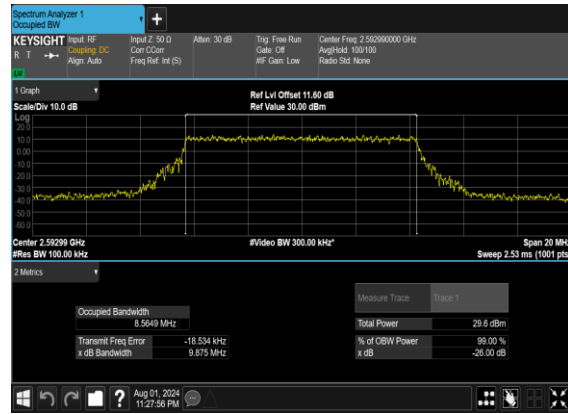 Spectrum Analyzer 1
Occupied BW
KEYSIGHT
R T
LW
Input: RF
Coupling: DC
Align: Auto
Input Z: 50 Ω
Corr CCorr
Freq Ref: Int (S)
Atten: 30 dB
Trig: Free Run
Gate: Off
#IF Gain: Low
Center Freq: 2.592990000 GHz
Avg|Hold: 100/100
Radio Std: None
1 Graph
Scale/Div 10.0 dB
Ref Lvl Offset 11.60 dB
Ref Value 30.00 dBm
Log
20.0
10.0
0.00
-10.0
-20.0
-30.0
-40.0
-50.0
-60.0
Center 2.59299 GHz
#Res BW 100.00 kHz
#Video BW 300.00 kHz*
Span 20 MHz
Sweep 2.53 ms (1001 pts
2 Metrics
Measure Trace
Trace 1
Occupied Bandwidth
8.5649 MHz
Total Power
29.6 dBm
Transmit Freq Error
-18.534 kHz
% of OBW Power
99.00 %
x dB Bandwidth
9.875 MHz
x dB
-26.00 dB
?
Aug 01, 2024
11:27:56 PM